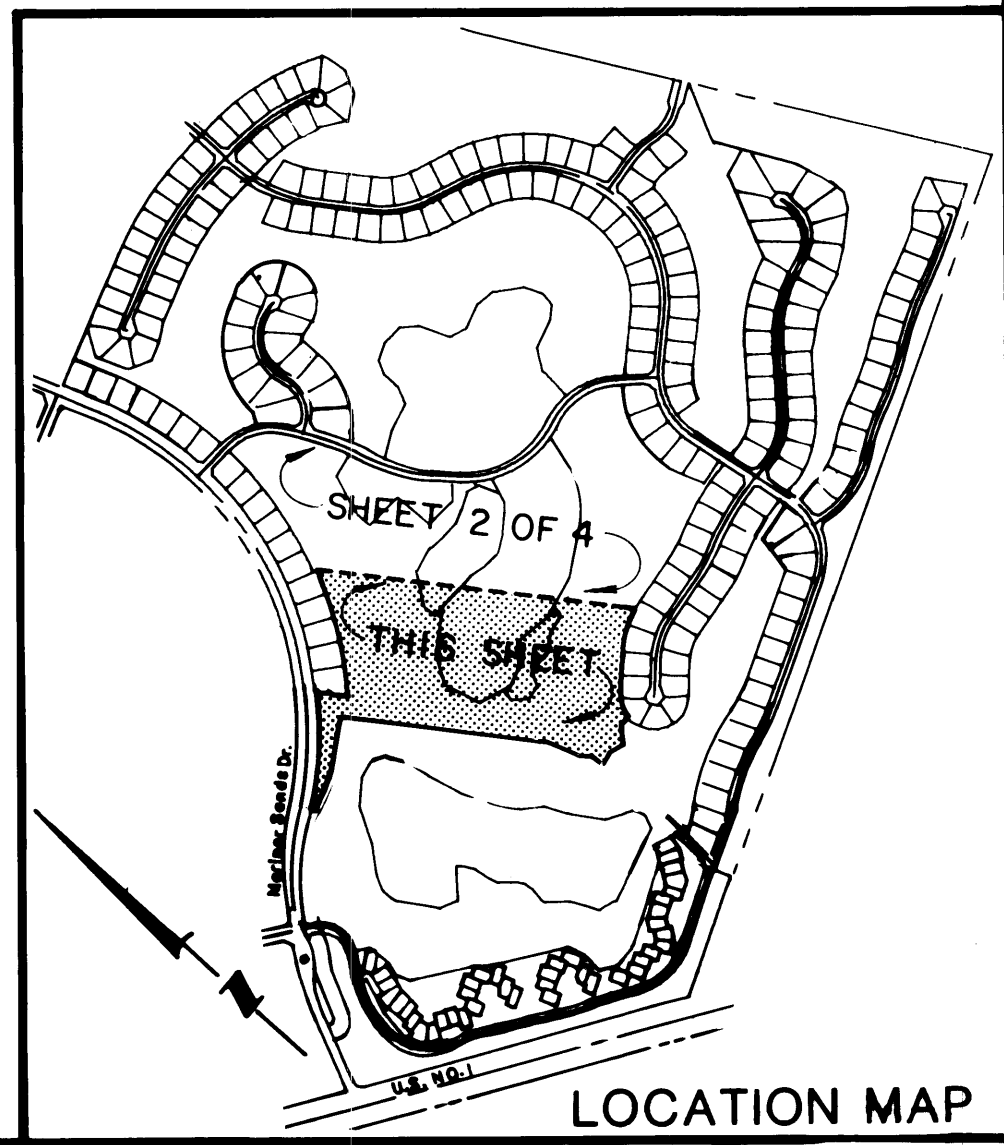 SHEET 2 OF 4
THIS SHEET
Mariner Sands Dr.
N
U.S. NO. 1
LOCATION MAP